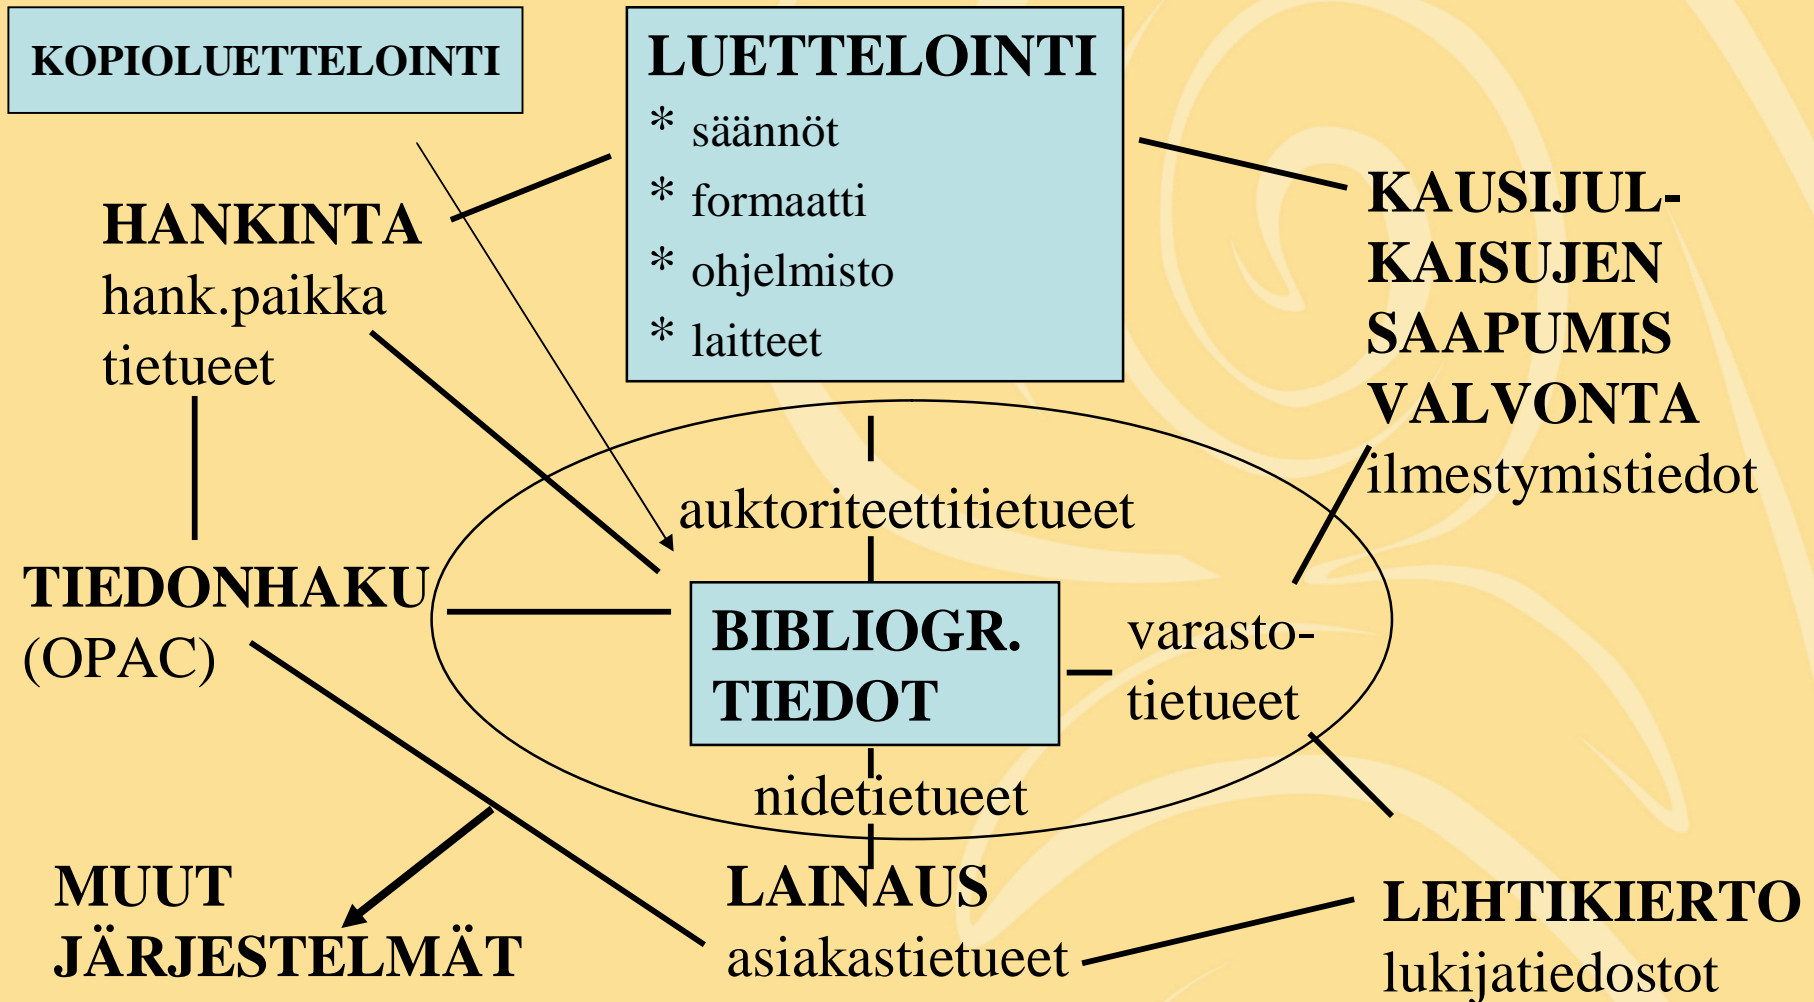 KOPIOLUETTELOINTI
LUETTELOINTI
* säännöt
* formaatti
* ohjelmisto
* laitteet
HANKINTA
hank.paikka
tietueet
KAUSIJUL-
KAISUJEN
SAAPUMIS
VALVONTA
ilmestymistiedot
auktoriteettitietueet
TIEDONHAKU
(OPAC)
BIBLIOGR.
TIEDOT
varasto-
tietueet
nidetietueet
MUUT
JÄRJESTELMÄT
LAINAUS
asiakastietueet
LEHTIKIERTO
lukijatiedostot